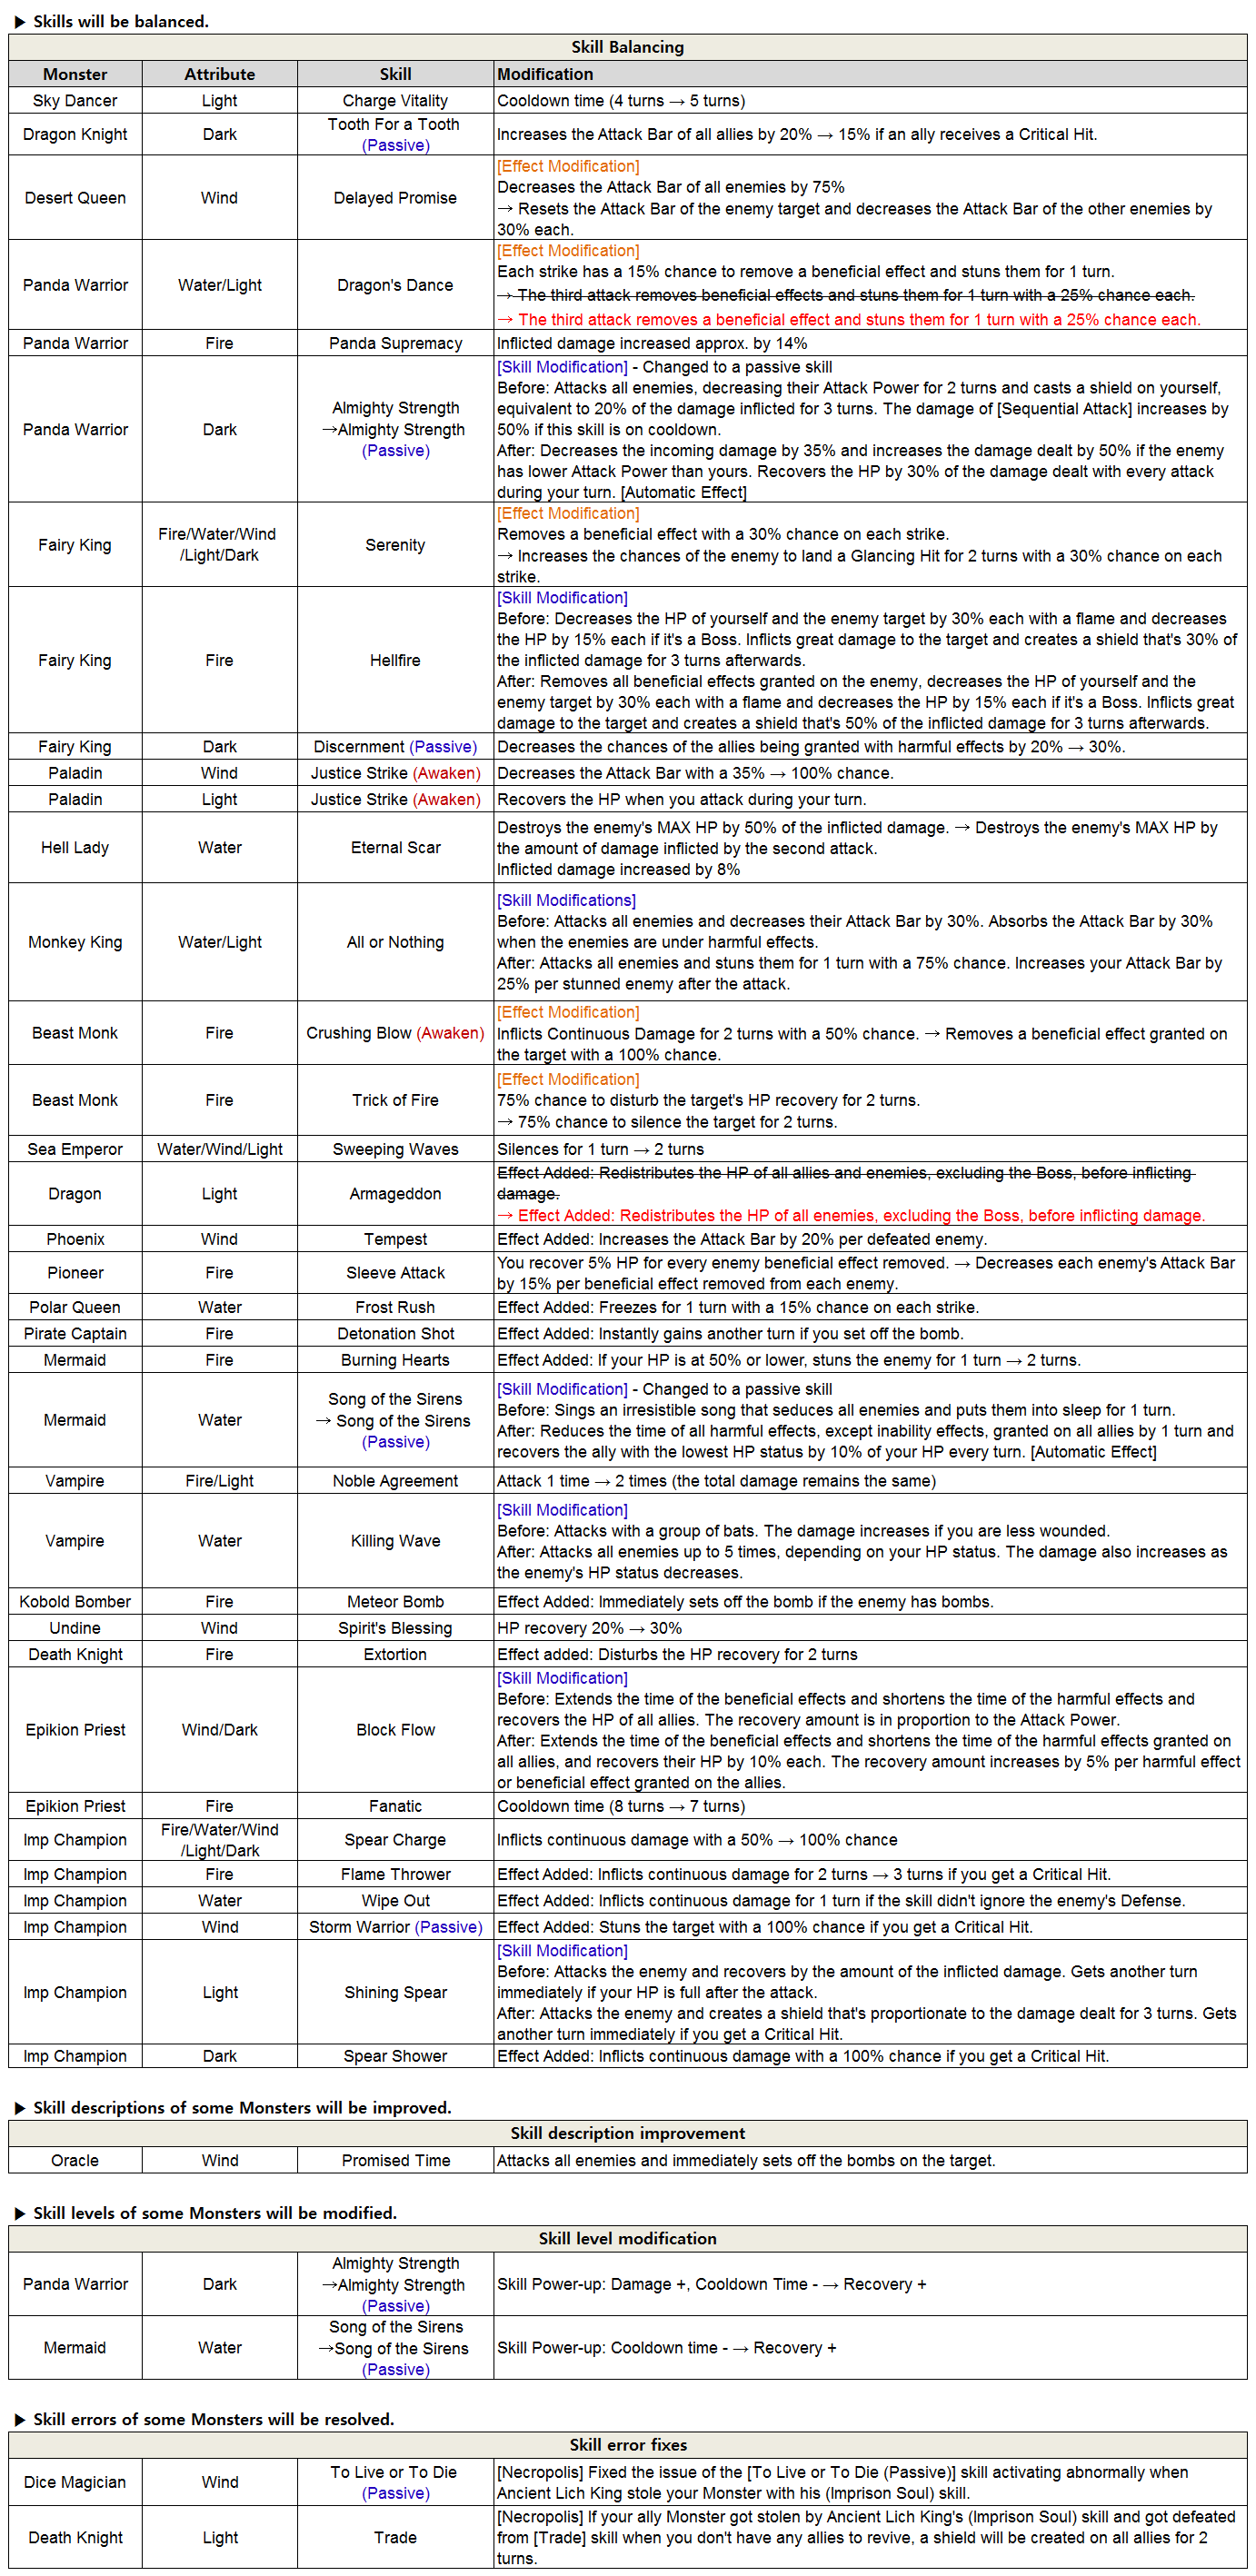 ▶ Skills will be balanced.
Skill Balancing
Monster Attribute Skill Modification
Sky Dancer Light Charge Vitality Cooldown time (4 turns → 5 turns)
Dragon Knight Dark Tooth For a Tooth
(Passive) Increases the Attack Bar of all allies by 20% → 15% if an ally receives a Critical Hit.
Desert Queen Wind Delayed Promise [Effect Modification]
Decreases the Attack Bar of all enemies by 75%
→ Resets the Attack Bar of the enemy target and decreases the Attack Bar of the other enemies by
30% each.
Panda Warrior Water/Light Dragon's Dance [Effect Modification]
Each strike has a 15% chance to remove a beneficial effect and stuns them for 1 turn.
→ The third attack removes beneficial effects and stuns them for 1 turn with a 25% chance each.
→ The third attack removes a beneficial effect and stuns them for 1 turn with a 25% chance each.
Panda Warrior Fire Panda Supremacy Inflicted damage increased approx. by 14%
Panda Warrior Dark Almighty Strength
→Almighty Strength
(Passive) [Skill Modification] - Changed to a passive skill
Before: Attacks all enemies, decreasing their Attack Power for 2 turns and casts a shield on yourself,
equivalent to 20% of the damage inflicted for 3 turns. The damage of [Sequential Attack] increases by
50% if this skill is on cooldown.
After: Decreases the incoming damage by 35% and increases the damage dealt by 50% if the enemy
has lower Attack Power than yours. Recovers the HP by 30% of the damage dealt with every attack
during your turn. [Automatic Effect]
Fairy King Fire/Water/Wind
/Light/Dark Serenity [Effect Modification]
Removes a beneficial effect with a 30% chance on each strike.
→ Increases the chances of the enemy to land a Glancing Hit for 2 turns with a 30% chance on each
strike.
Fairy King Fire Hellfire [Skill Modification]
Before: Decreases the HP of yourself and the enemy target by 30% each with a flame and decreases
the HP by 15% each if it's a Boss. Inflicts great damage to the target and creates a shield that's 30% of
the inflicted damage for 3 turns afterwards.
After: Removes all beneficial effects granted on the enemy, decreases the HP of yourself and the
enemy target by 30% each with a flame and decreases the HP by 15% each if it's a Boss. Inflicts great
damage to the target and creates a shield that's 50% of the inflicted damage for 3 turns afterwards.
Fairy King Dark Discernment (Passive) Decreases the chances of the allies being granted with harmful effects by 20% → 30%.
Paladin Wind Justice Strike (Awaken) Decreases the Attack Bar with a 35% → 100% chance.
Paladin Light Justice Strike (Awaken) Recovers the HP when you attack during your turn.
Hell Lady Water Eternal Scar Destroys the enemy's MAX HP by 50% of the inflicted damage. → Destroys the enemy's MAX HP by
the amount of damage inflicted by the second attack.
Inflicted damage increased by 8%
Monkey King Water/Light All or Nothing [Skill Modifications]
Before: Attacks all enemies and decreases their Attack Bar by 30%. Absorbs the Attack Bar by 30%
when the enemies are under harmful effects.
After: Attacks all enemies and stuns them for 1 turn with a 75% chance. Increases your Attack Bar by
25% per stunned enemy after the attack.
Beast Monk Fire Crushing Blow (Awaken) [Effect Modification]
Inflicts Continuous Damage for 2 turns with a 50% chance. → Removes a beneficial effect granted on
the target with a 100% chance.
Beast Monk Fire Trick of Fire [Effect Modification]
75% chance to disturb the target's HP recovery for 2 turns.
→ 75% chance to silence the target for 2 turns.
Sea Emperor Water/Wind/Light Sweeping Waves Silences for 1 turn → 2 turns
Dragon Light Armageddon Effect Added: Redistributes the HP of all allies and enemies, excluding the Boss, before inflicting
damage.
→ Effect Added: Redistributes the HP of all enemies, excluding the Boss, before inflicting damage.
Phoenix Wind Tempest Effect Added: Increases the Attack Bar by 20% per defeated enemy.
Pioneer Fire Sleeve Attack You recover 5% HP for every enemy beneficial effect removed. → Decreases each enemy's Attack Bar
by 15% per beneficial effect removed from each enemy.
Polar Queen Water Frost Rush Effect Added: Freezes for 1 turn with a 15% chance on each strike.
Pirate Captain Fire Detonation Shot Effect Added: Instantly gains another turn if you set off the bomb.
Mermaid Fire Burning Hearts Effect Added: If your HP is at 50% or lower, stuns the enemy for 1 turn → 2 turns.
Mermaid Water Song of the Sirens
→ Song of the Sirens
(Passive) [Skill Modification] - Changed to a passive skill
Before: Sings an irresistible song that seduces all enemies and puts them into sleep for 1 turn.
After: Reduces the time of all harmful effects, except inability effects, granted on all allies by 1 turn and
recovers the ally with the lowest HP status by 10% of your HP every turn. [Automatic Effect]
Vampire Fire/Light Noble Agreement Attack 1 time → 2 times (the total damage remains the same)
Vampire Water Killing Wave [Skill Modification]
Before: Attacks with a group of bats. The damage increases if you are less wounded.
After: Attacks all enemies up to 5 times, depending on your HP status. The damage also increases as
the enemy's HP status decreases.
Kobold Bomber Fire Meteor Bomb Effect Added: Immediately sets off the bomb if the enemy has bombs.
Undine Wind Spirit's Blessing HP recovery 20% → 30%
Death Knight Fire Extortion Effect added: Disturbs the HP recovery for 2 turns
Epikion Priest Wind/Dark Block Flow [Skill Modification]
Before: Extends the time of the beneficial effects and shortens the time of the harmful effects and
recovers the HP of all allies. The recovery amount is in proportion to the Attack Power.
After: Extends the time of the beneficial effects and shortens the time of the harmful effects granted on
all allies, and recovers their HP by 10% each. The recovery amount increases by 5% per harmful effect
or beneficial effect granted on the allies.
Epikion Priest Fire Fanatic Cooldown time (8 turns → 7 turns)
Imp Champion Fire/Water/Wind
/Light/Dark Spear Charge Inflicts continuous damage with a 50% → 100% chance
Imp Champion Fire Flame Thrower Effect Added: Inflicts continuous damage for 2 turns → 3 turns if you get a Critical Hit.
Imp Champion Water Wipe Out Effect Added: Inflicts continuous damage for 1 turn if the skill didn't ignore the enemy's Defense.
Imp Champion Wind Storm Warrior (Passive) Effect Added: Stuns the target with a 100% chance if you get a Critical Hit.
Imp Champion Light Shining Spear [Skill Modification]
Before: Attacks the enemy and recovers by the amount of the inflicted damage. Gets another turn
immediately if your HP is full after the attack.
After: Attacks the enemy and creates a shield that's proportionate to the damage dealt for 3 turns. Gets
another turn immediately if you get a Critical Hit.
Imp Champion Dark Spear Shower Effect Added: Inflicts continuous damage with a 100% chance if you get a Critical Hit.
▶ Skill descriptions of some Monsters will be improved.
Skill description improvement
Oracle Wind Promised Time Attacks all enemies and immediately sets off the bombs on the target.
▶ Skill levels of some Monsters will be modified.
Skill level modification
Panda Warrior Dark Almighty Strength
→Almighty Strength
(Passive) Skill Power-up: Damage +, Cooldown Time - → Recovery +
Mermaid Water Song of the Sirens
→Song of the Sirens
(Passive) Skill Power-up: Cooldown time - → Recovery +
▶ Skill errors of some Monsters will be resolved.
Skill error fixes
Dice Magician Wind To Live or To Die
(Passive) [Necropolis] Fixed the issue of the [To Live or To Die (Passive)] skill activating abnormally when
Ancient Lich King stole your Monster with his (Imprison Soul) skill.
Death Knight Light Trade [Necropolis] If your ally Monster got stolen by Ancient Lich King's (Imprison Soul) skill and got defeated
from [Trade] skill when you don't have any allies to revive, a shield will be created on all allies for 2
turns.